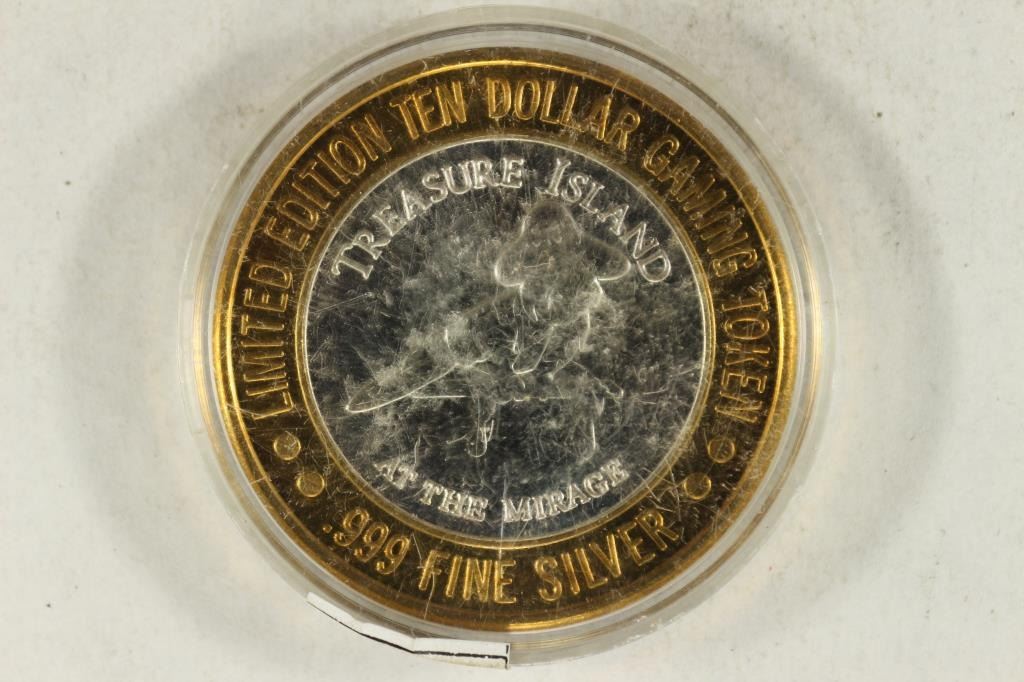 LIMITED EDITION TEN DOLLAR GAMING TOKEN
TREASURE ISLAND
AT THE MIRAGE
.999 FINE SILVER